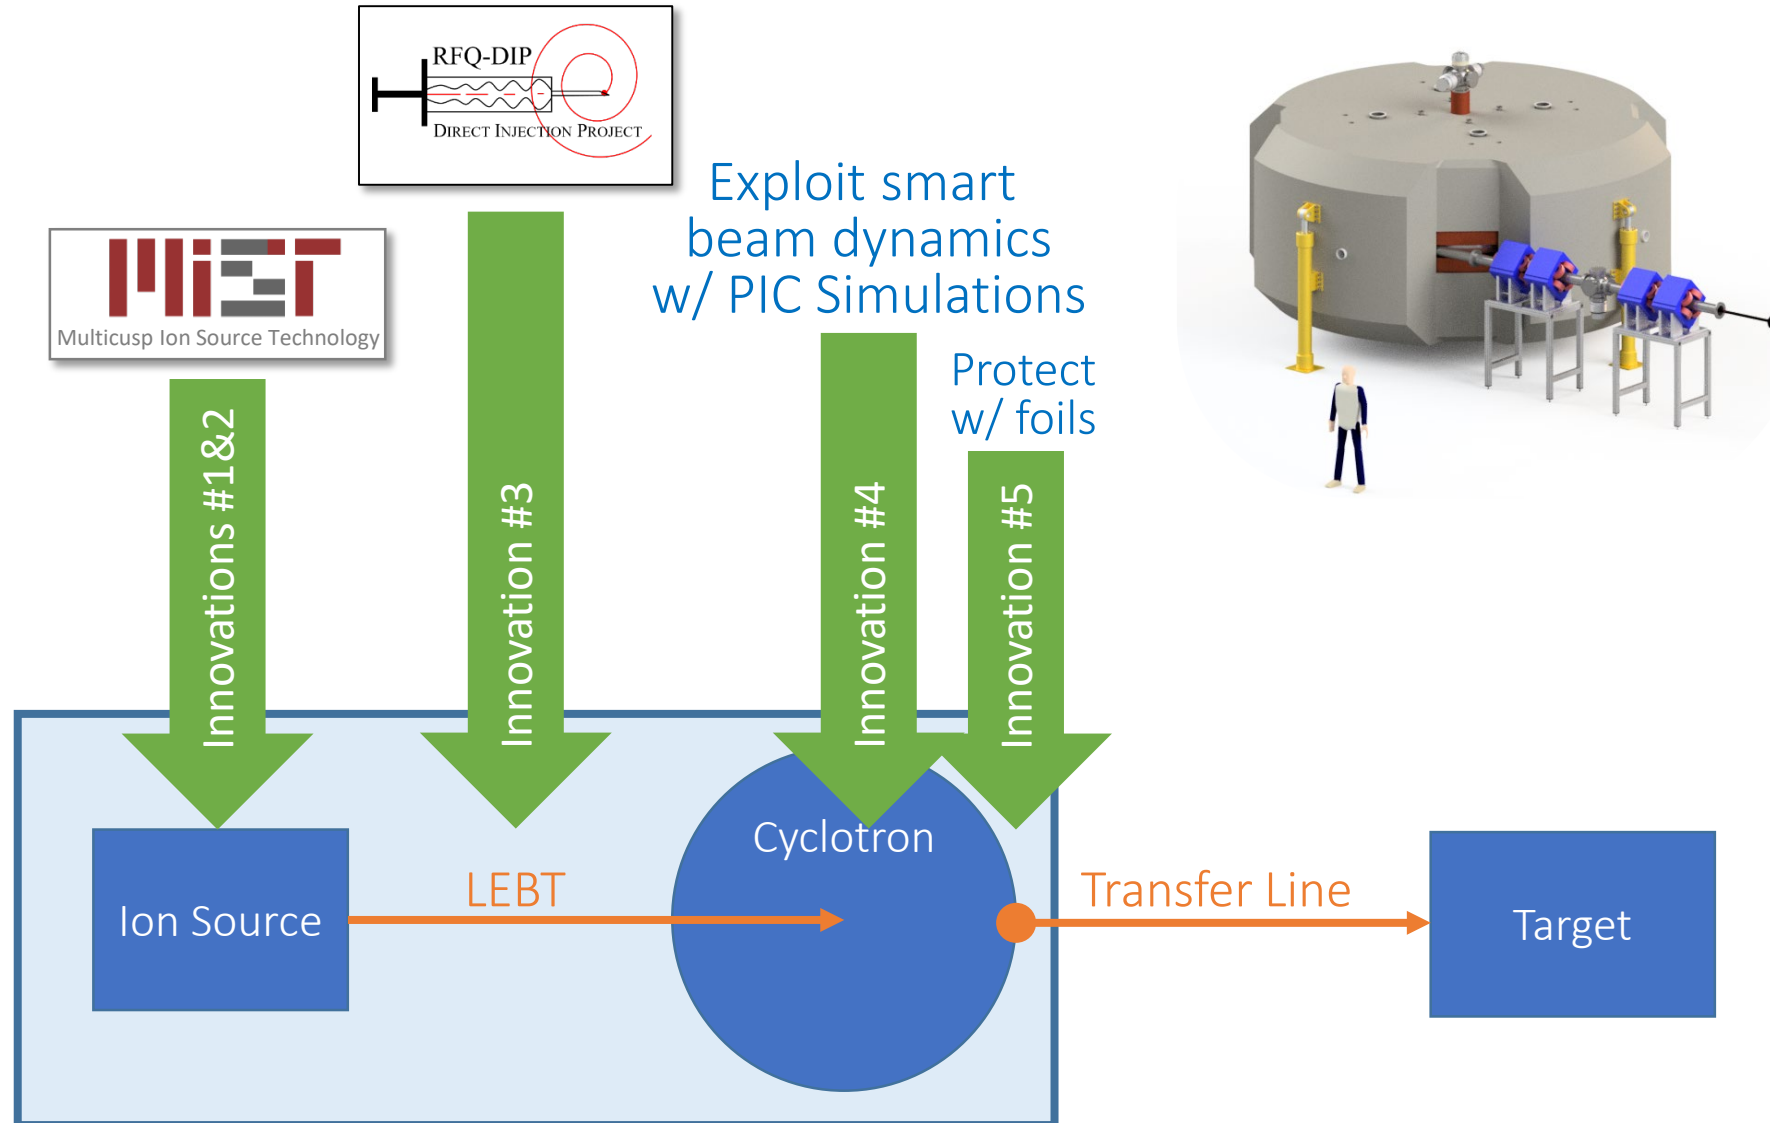 RFQ-DIP
DIRECT INJECTION PROJECT
Exploit smart
beam dynamics
w/ PIC Simulations
MIST
Multicusp Ion Source Technology
Protect
w/ foils
Innovations #1&2
Innovation #3
Innovation #4
Innovation #5
Cyclotron
Ion Source
LEBT
Transfer Line
Target